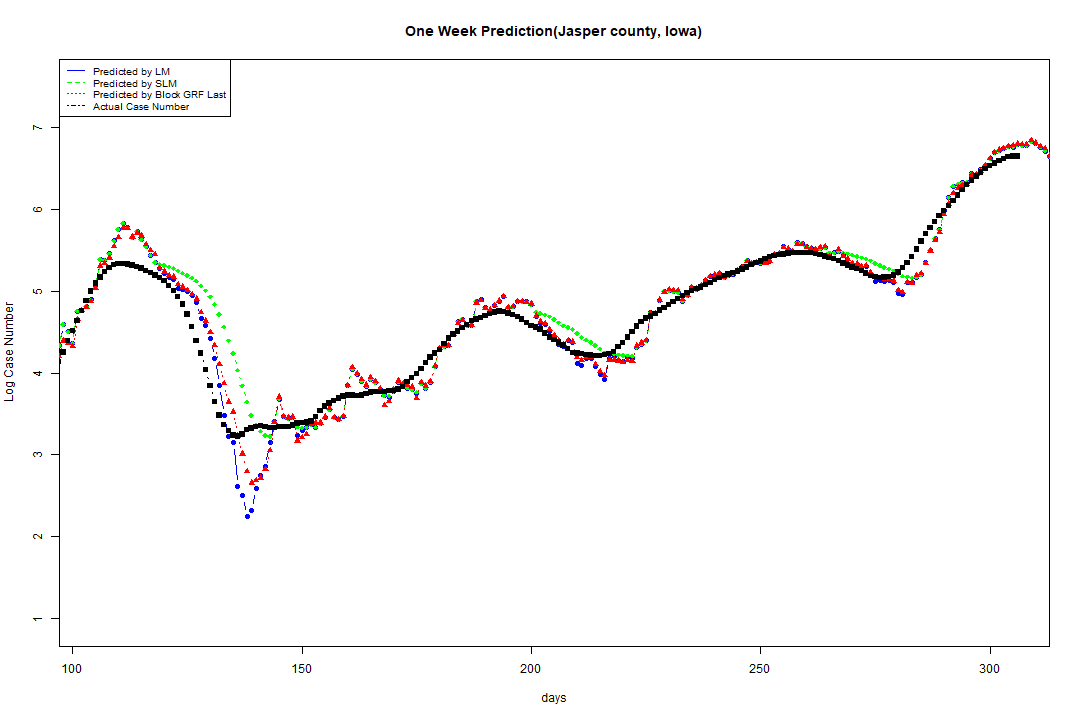 One Week Prediction(Jasper county, Iowa)
Predicted by LM
Predicted by SLM
Predicted by Block GRF Last
Actual Case Number
7
6
5
4
3
2
1
Log Case Number
100 150 200 250 300
days